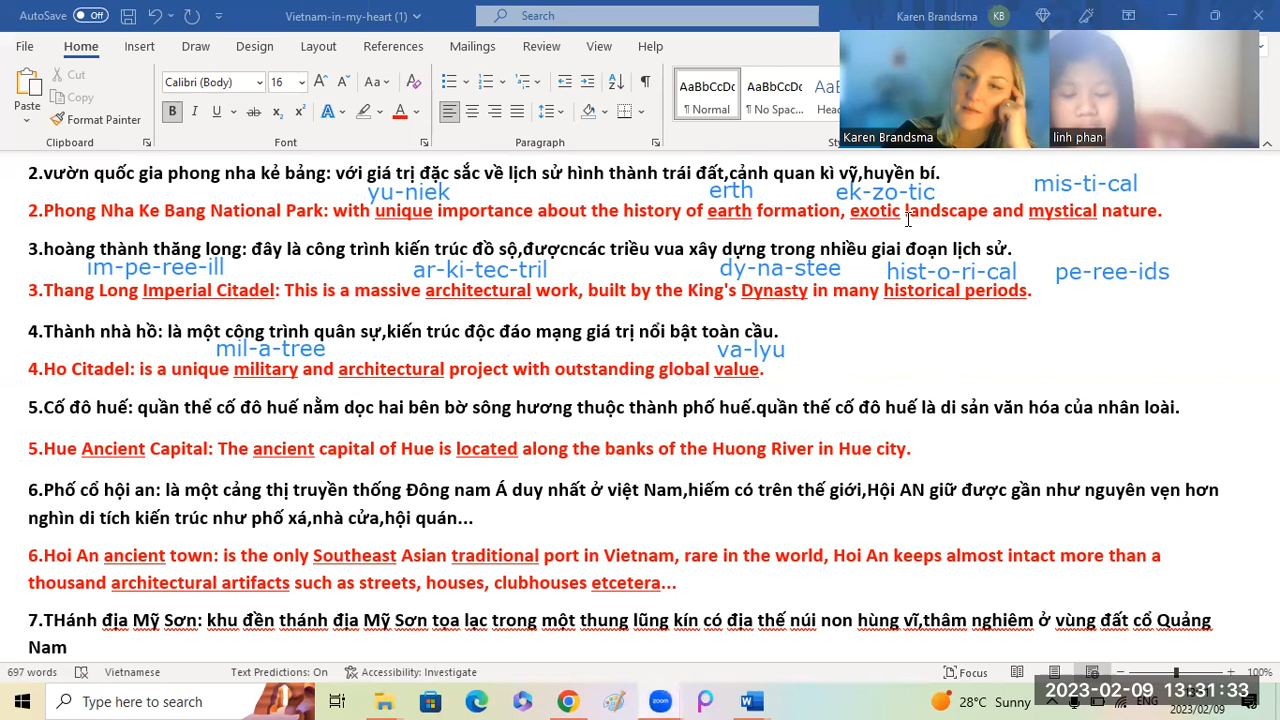 AutoSave Off Vietnam-in-my-heart (1) Search Karen Brandsma KB
File Home Insert Draw Design Layout References Mailings Review View Help
Paste Cut Copy Format Painter Calibri (Body) 16 AaBbCcDc ¶ Normal AaBbCcDc ¶ No Spac... AaBbC Head
Clipboard Font Paragraph
Karen Brandsma linh phan
2.vườn quốc gia phong nha kẻ bảng: với giá trị đặc sắc về lịch sử hình thành trái đất,cảnh quan kì vỹ,huyền bí.
yu-niek erth ek-zo-tic mis-ti-cal
2.Phong Nha Ke Bang National Park: with unique importance about the history of earth formation, exotic landscape and mystical nature.
3.hoàng thành thăng long: đây là công trình kiến trúc đồ sộ,đượcncác triều vua xây dựng trong nhiều giai đoạn lịch sử.
im-pe-ree-ill ar-ki-tec-tril dy-na-stee hist-o-ri-cal pe-ree-ids
3.Thang Long Imperial Citadel: This is a massive architectural work, built by the King's Dynasty in many historical periods.
4.Thành nhà hồ: là một công trình quân sự,kiến trúc độc đáo mạng giá trị nổi bật toàn cầu.
mil-a-tree va-lyu
4.Ho Citadel: is a unique military and architectural project with outstanding global value.
5.Cố đô huế: quần thể cố đô huế nằm dọc hai bên bờ sông hương thuộc thành phố huế.quần thế cố đô huế là di sản văn hóa của nhân loài.
5.Hue Ancient Capital: The ancient capital of Hue is located along the banks of the Huong River in Hue city.
6.Phố cổ hội an: là một cảng thị truyền thống Đông nam Á duy nhất ở việt Nam,hiếm có trên thế giới,Hội AN giữ được gần như nguyên vẹn hơn
nghìn di tích kiến trúc như phố xá,nhà cửa,hội quán...
6.Hoi An ancient town: is the only Southeast Asian traditional port in Vietnam, rare in the world, Hoi An keeps almost intact more than a
thousand architectural artifacts such as streets, houses, clubhouses etcetera...
7.THánh địa Mỹ Sơn: khu đền thánh địa Mỹ Sơn tọa lạc trong một thung lũng kín có địa thế núi non hùng vĩ,thâm nghiêm ở vùng đất cổ Quảng
Nam
697 words Vietnamese Text Predictions: On Accessibility: Investigate Focus 100%
Type here to search zoom 28°C Sunny ENG 2023/02/09
2023-02-09 13:31:33